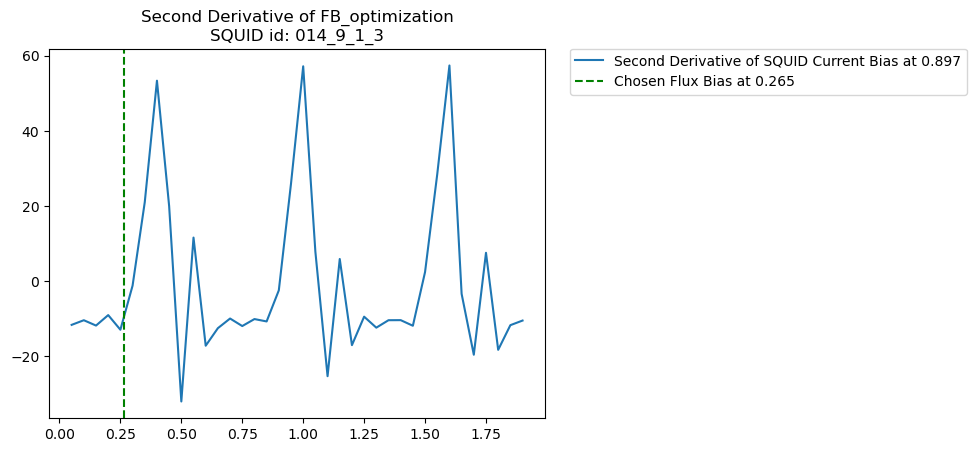 Second Derivative of FB_optimization
SQUID id: 014_9_1_3
Second Derivative of SQUID Current Bias at 0.897
Chosen Flux Bias at 0.265
60
40
20
0
−20
0.00 0.25 0.50 0.75 1.00 1.25 1.50 1.75